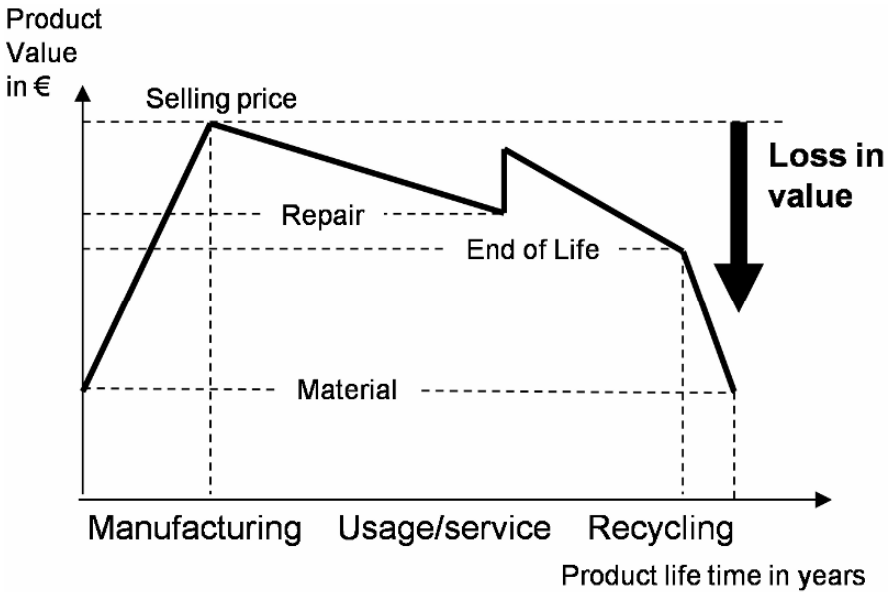 Product
Value
in €
Selling price
Loss in
value
Repair
End of Life
Material
Manufacturing Usage/service Recycling
Product life time in years